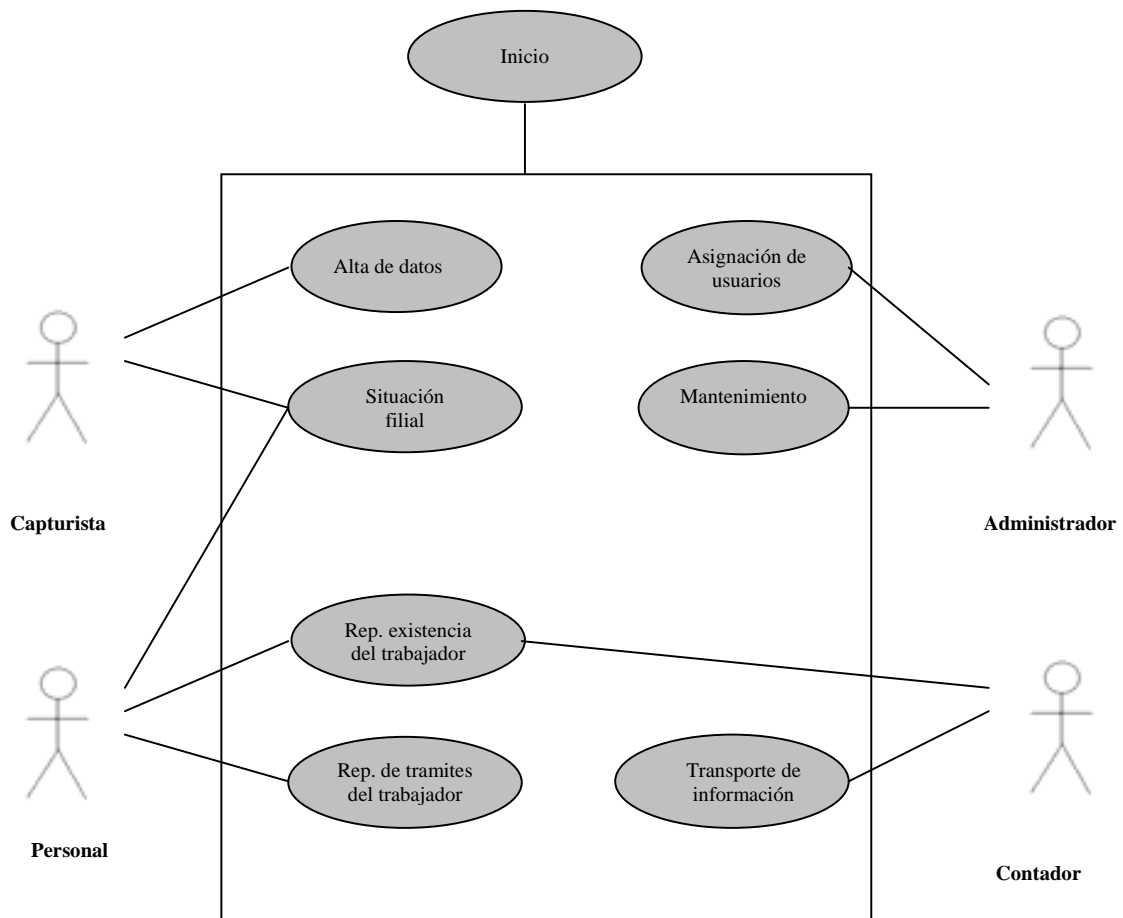 Inicio
Alta de datos
Asignación de
usuarios
Situación
filial
Mantenimiento
Capturista
Administrador
Rep. existencia
del trabajador
Rep. de tramites
del trabajador
Transporte de
información
Personal
Contador